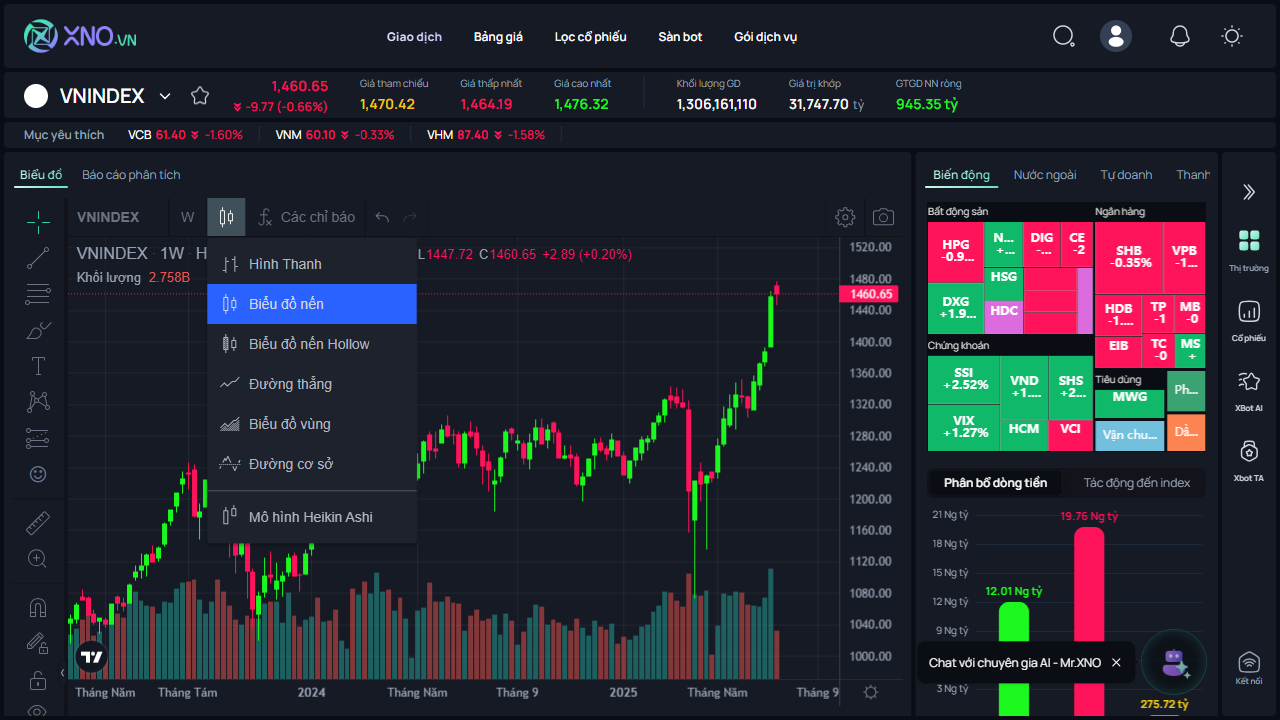 XNO.VN
Giao dịch
Bảng giá
Lọc cổ phiếu
Sàn bot
Gói dịch vụ
VNINDEX
1,460.65
-9.77 (-0.66%)
Giá tham chiếu
1,470.42
Giá thấp nhất
1,464.19
Giá cao nhất
1,476.32
Khối lượng GD
1,306,161,110
Giá trị khớp
31,747.70 tỷ
GTGD NN ròng
945.35 tỷ
Mục yêu thích
VCB 61.40 -1.60%
VNM 60.10 -0.33%
VHM 87.40 -1.58%
Biểu đồ
Báo cáo phân tích
VNINDEX
W
Các chỉ báo
VNINDEX · 1W · H
L1447.72 C1460.65 +2.89 (+0.20%)
Khối lượng 2.758B
Hình Thanh
Biểu đồ nến
Biểu đồ nến Hollow
Đường thẳng
Biểu đồ vùng
Đường cơ sở
Mô hình Heikin Ashi
1520.00
1480.00
1460.65
1440.00
1400.00
1360.00
1320.00
1280.00
1240.00
1200.00
1160.00
1120.00
1080.00
1040.00
1000.00
Tháng Năm
Tháng Tám
2024
Tháng Năm
Tháng 9
2025
Tháng Năm
Tháng 9
Biến động
Nước ngoài
Tự doanh
Thanh
Bất động sản
HPG
-0.9...
N...
+...
DIG
-...
CE
-2
DXG
+1.9...
HSG
HDC
Ngân hàng
SHB
-0.35%
VPB
-1...
HDB
-1....
TP
-1
MB
-0
EIB
TC
-0
MS
+
Chứng khoán
SSI
+2.52%
VND
+1....
SHS
+2...
VIX
+1.27%
HCM
VCI
Tiêu dùng
MWG
Ph...
Vận chu...
Dầ...
Phân bổ dòng tiền
Tác động đến index
21 Ng tỷ
18 Ng tỷ
15 Ng tỷ
12 Ng tỷ
9 Ng tỷ
3 Ng tỷ
19.76 Ng tỷ
12.01 Ng tỷ
275.72 tỷ
Chat với chuyên gia AI - Mr.XNO
Thị trường
Cổ phiếu
XBot AI
Xbot TA
Kết nối